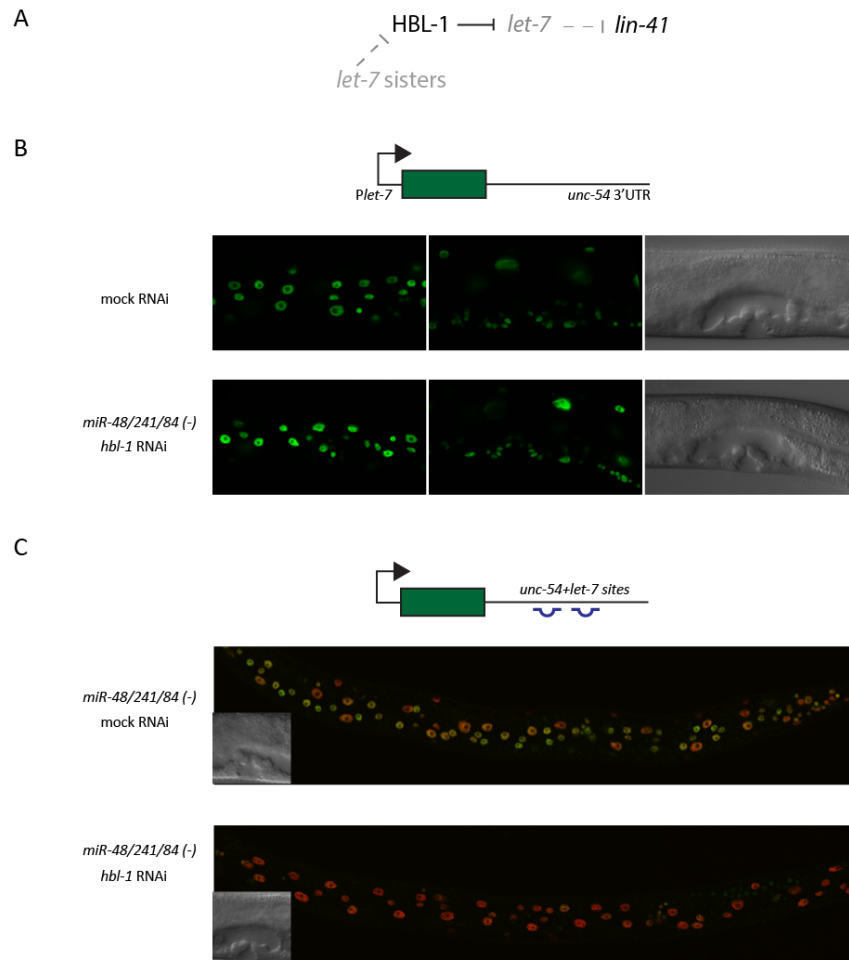 A
HBL-1 let-7 lin-41
let-7 sisters
B
Plet-7 unc-54 3'UTR
mock RNAi
miR-48/241/84 (-)
hbl-1 RNAi
C
unc-54+let-7 sites
miR-48/241/84 (-)
mock RNAi
miR-48/241/84 (-)
hbl-1 RNAi